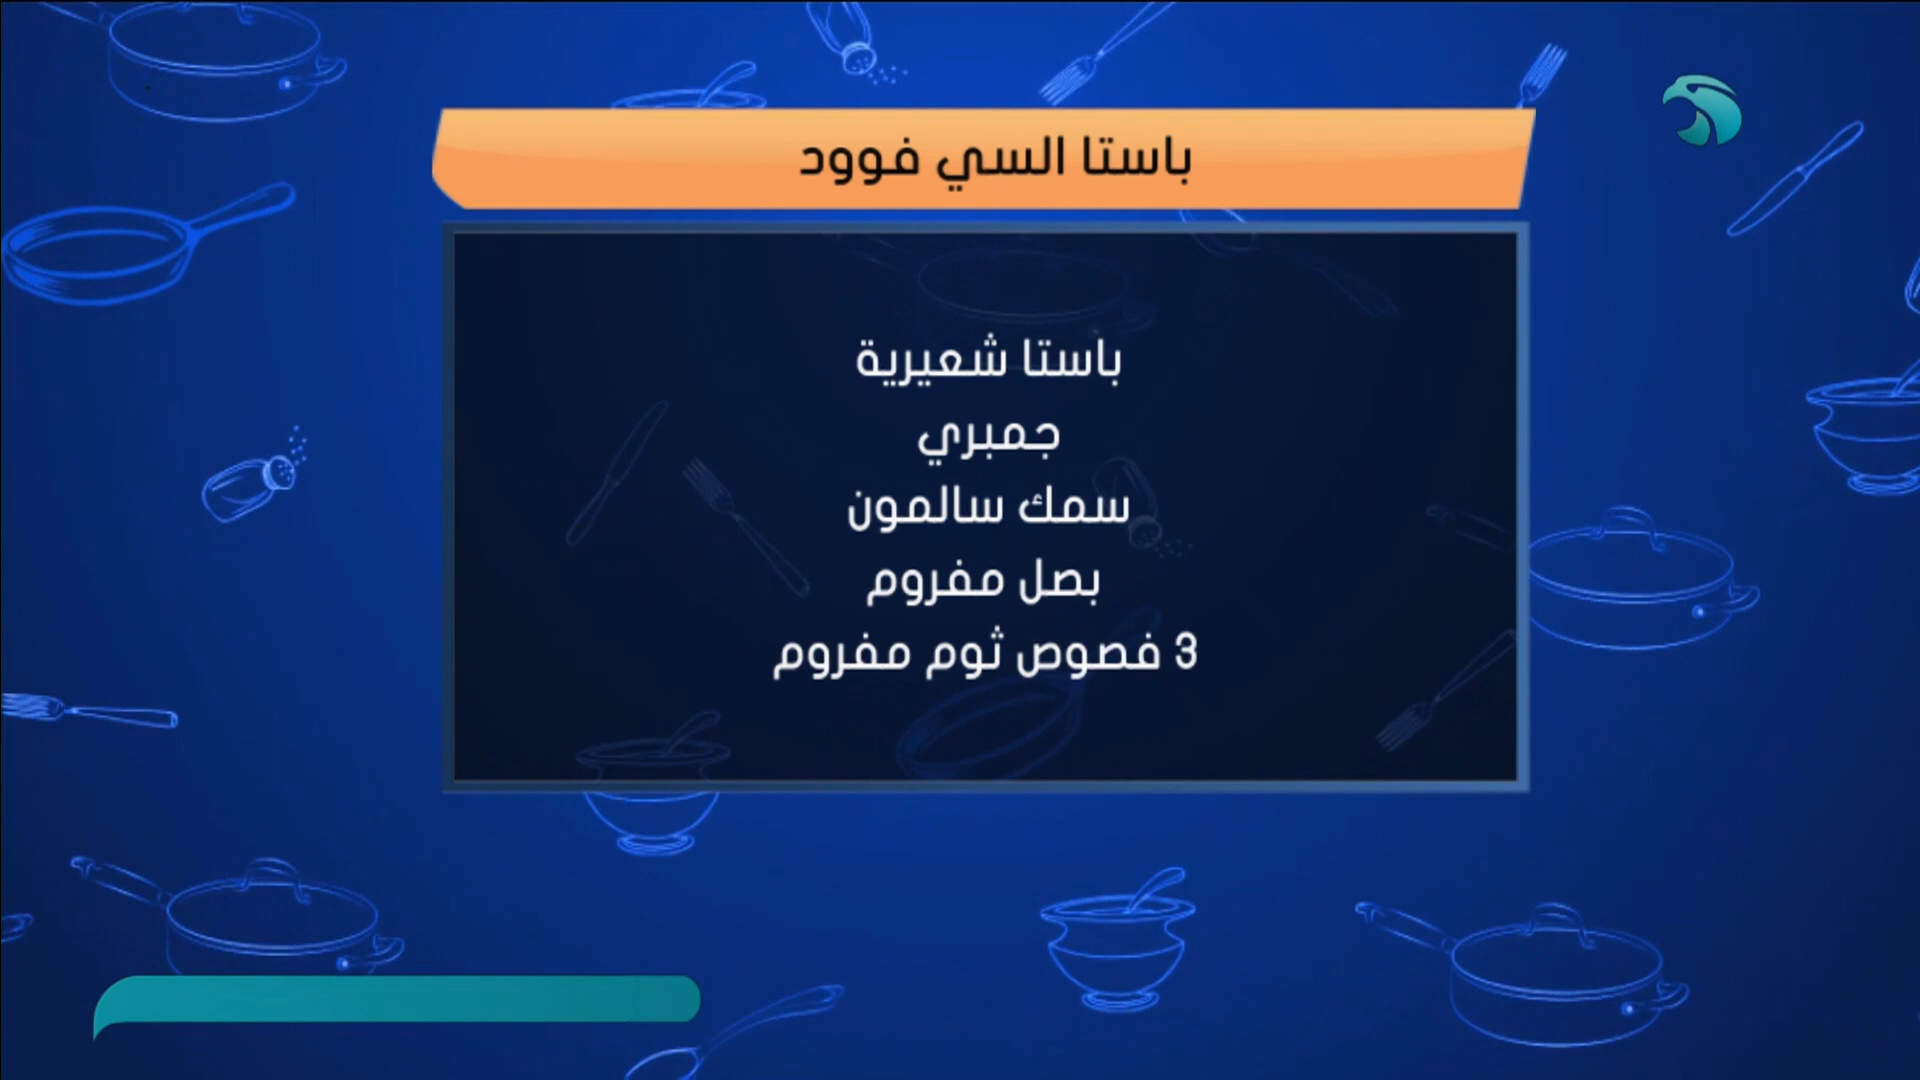 باستا السي فوود
باستا شعيرية
جمبري
سمك سالمون
بصل مفروم
3 فصوص ثوم مفروم